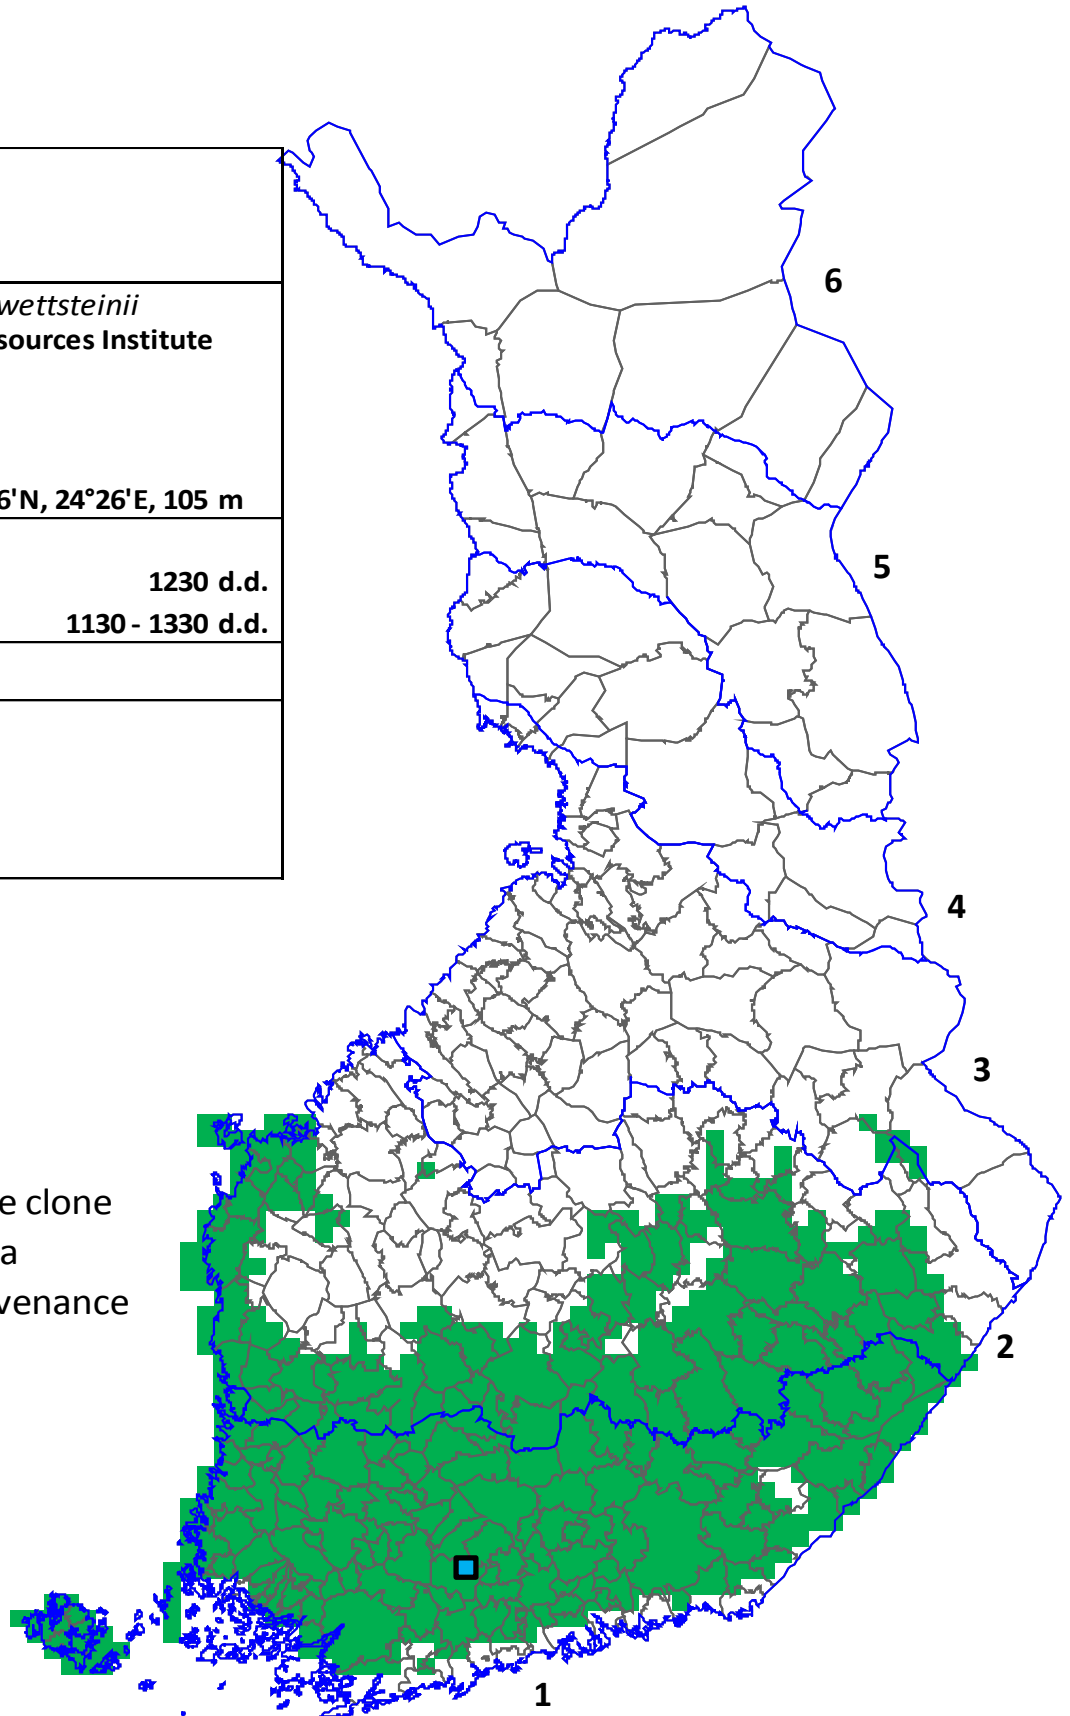 wettsteinii
sources Institute
6'N, 24°26'E, 105 m
1230 d.d.
1130 - 1330 d.d.
e clone
a
venance
6
5
4
3
2
1